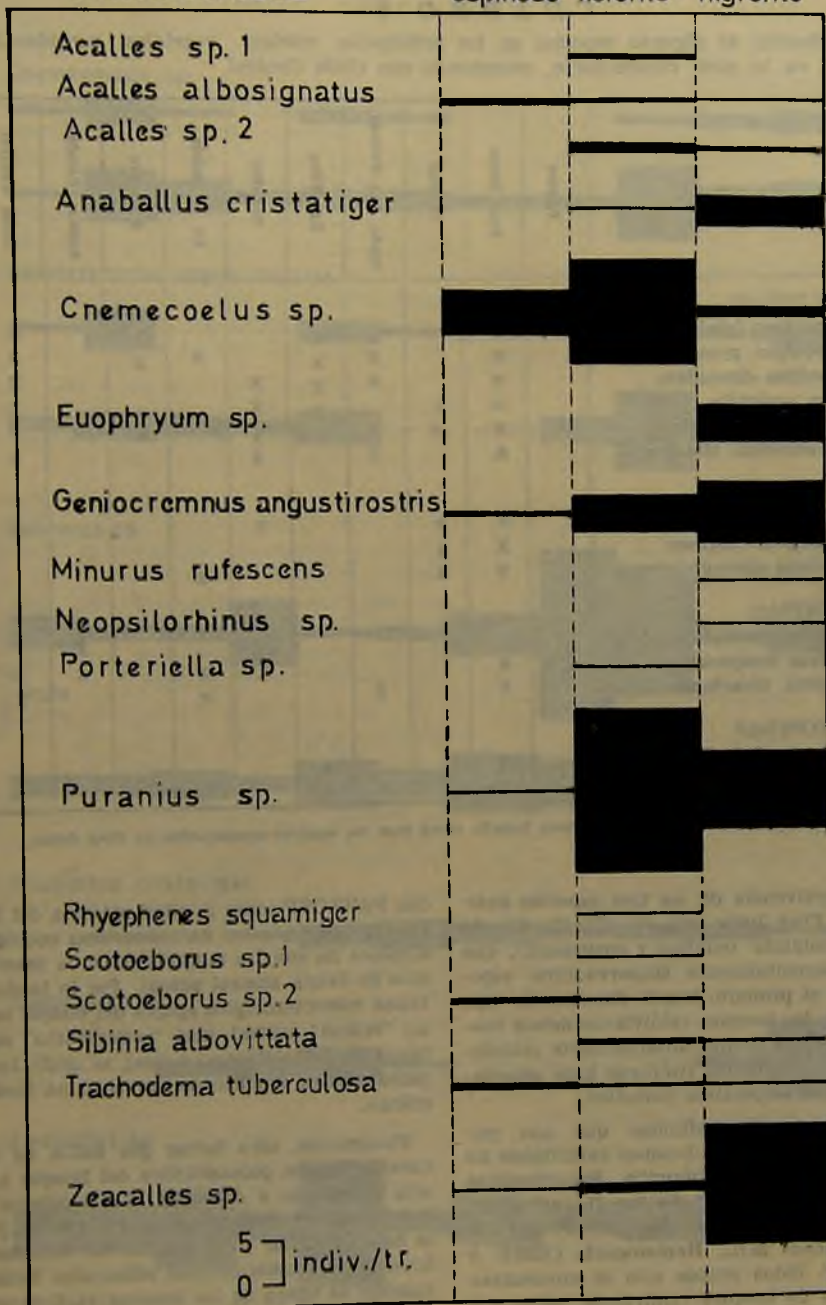 Acalles sp. 1
Acalles albosignatus
Acalles sp. 2
Anaballus cristatiger
Cnemecoelus sp.
Euophryum sp.
Geniocremnus angustirostris
Minurus rufescens
Neopsilorhinus sp.
Porteriella sp.
Puranius sp.
Rhyephenes squamiger
Scotoeborus sp.1
Scotoeborus sp.2
Sibinia albovittata
Trachodema tuberculosa
Zeacalles sp.
5
0
indiv./tr.